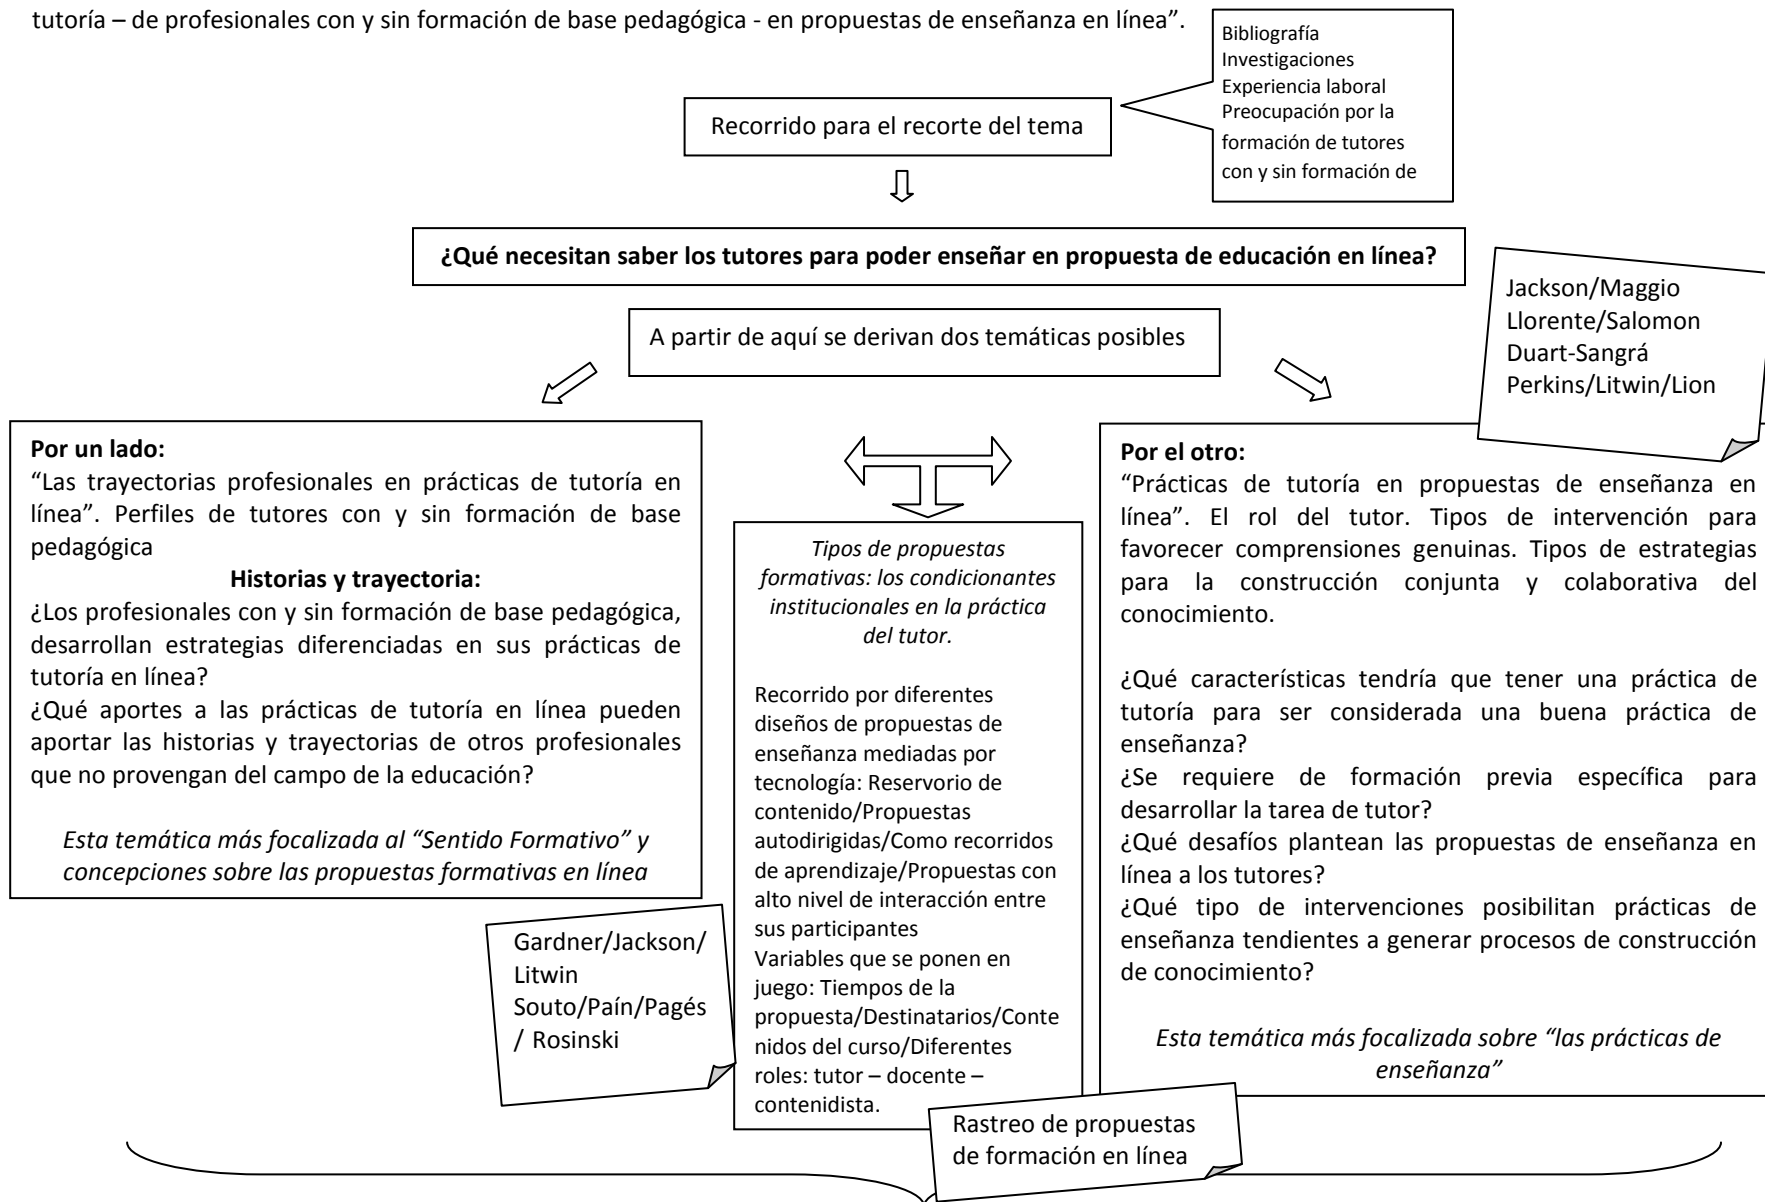 tutoría – de profesionales con y sin formación de base pedagógica - en propuestas de enseñanza en línea”.
Bibliografía
Investigaciones
Experiencia laboral
Preocupación por la
formación de tutores
con y sin formación de
Recorrido para el recorte del tema
¿Qué necesitan saber los tutores para poder enseñar en propuesta de educación en línea?
A partir de aquí se derivan dos temáticas posibles
Jackson/Maggio
Llorente/Salomon
Duart-Sangrá
Perkins/Litwin/Lion
Por un lado:
“Las trayectorias profesionales en prácticas de tutoría en
línea”. Perfiles de tutores con y sin formación de base
pedagógica
Historias y trayectoria:
¿Los profesionales con y sin formación de base pedagógica,
desarrollan estrategias diferenciadas en sus prácticas de
tutoría en línea?
¿Qué aportes a las prácticas de tutoría en línea pueden
aportar las historias y trayectorias de otros profesionales
que no provengan del campo de la educación?
Esta temática más focalizada al “Sentido Formativo” y
concepciones sobre las propuestas formativas en línea
Gardner/Jackson/
Litwin
Souto/Paín/Pagés
/ Rosinski
Tipos de propuestas
formativas: los condicionantes
institucionales en la práctica
del tutor.
Recorrido por diferentes
diseños de propuestas de
enseñanza mediadas por
tecnología: Reservorio de
contenido/Propuestas
autodirigidas/Como recorridos
de aprendizaje/Propuestas con
alto nivel de interacción entre
sus participantes
Variables que se ponen en
juego: Tiempos de la
propuesta/Destinatarios/Conte
nidos del curso/Diferentes
roles: tutor – docente –
contenidista.
Por el otro:
“Prácticas de tutoría en propuestas de enseñanza en
línea”. El rol del tutor. Tipos de intervención para
favorecer comprensiones genuinas. Tipos de estrategias
para la construcción conjunta y colaborativa del
conocimiento.
¿Qué características tendría que tener una práctica de
tutoría para ser considerada una buena práctica de
enseñanza?
¿Se requiere de formación previa específica para
desarrollar la tarea de tutor?
¿Qué desafíos plantean las propuestas de enseñanza en
línea a los tutores?
¿Qué tipo de intervenciones posibilitan prácticas de
enseñanza tendientes a generar procesos de construcción
de conocimiento?
Esta temática más focalizada sobre “las prácticas de
enseñanza”
Rastreo de propuestas
de formación en línea